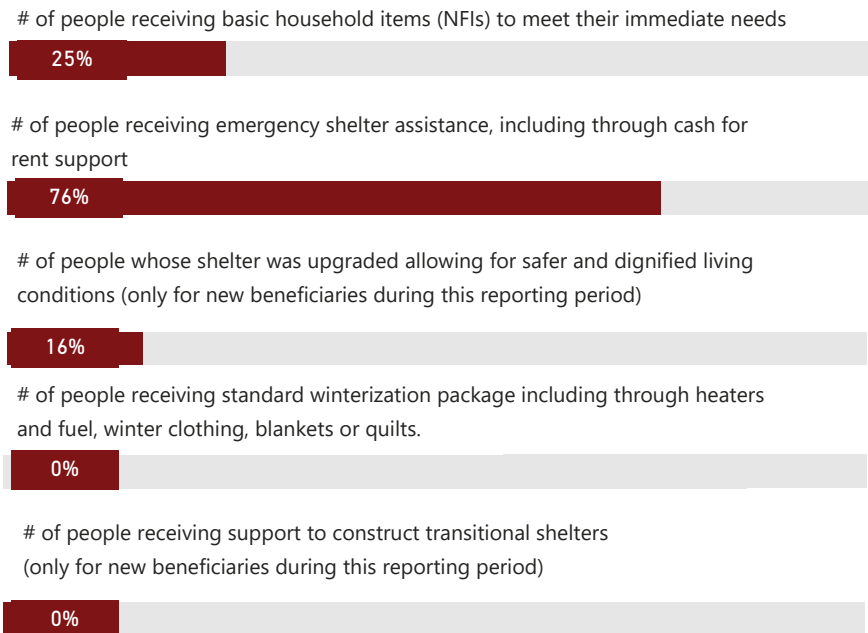 # of people receiving basic household items (NFIs) to meet their immediate needs
25%
# of people receiving emergency shelter assistance, including through cash for
rent support
76%
# of people whose shelter was upgraded allowing for safer and dignified living
conditions (only for new beneficiaries during this reporting period)
16%
# of people receiving standard winterization package including through heaters
and fuel, winter clothing, blankets or quilts.
0%
# of people receiving support to construct transitional shelters
(only for new beneficiaries during this reporting period)
0%